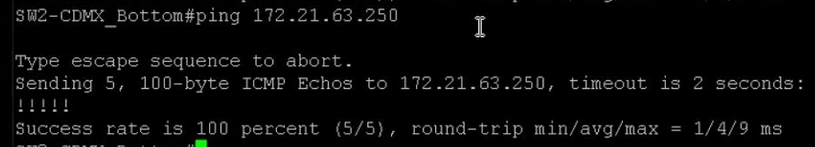 SW2-CDMX_Bottom#ping 172.21.63.250
Type escape sequence to abort.
Sending 5, 100-byte ICMP Echos to 172.21.63.250, timeout is 2 seconds:
!!!!!
Success rate is 100 percent (5/5), round-trip min/avg/max = 1/4/9 ms
SW2-CDMX_Bottom#